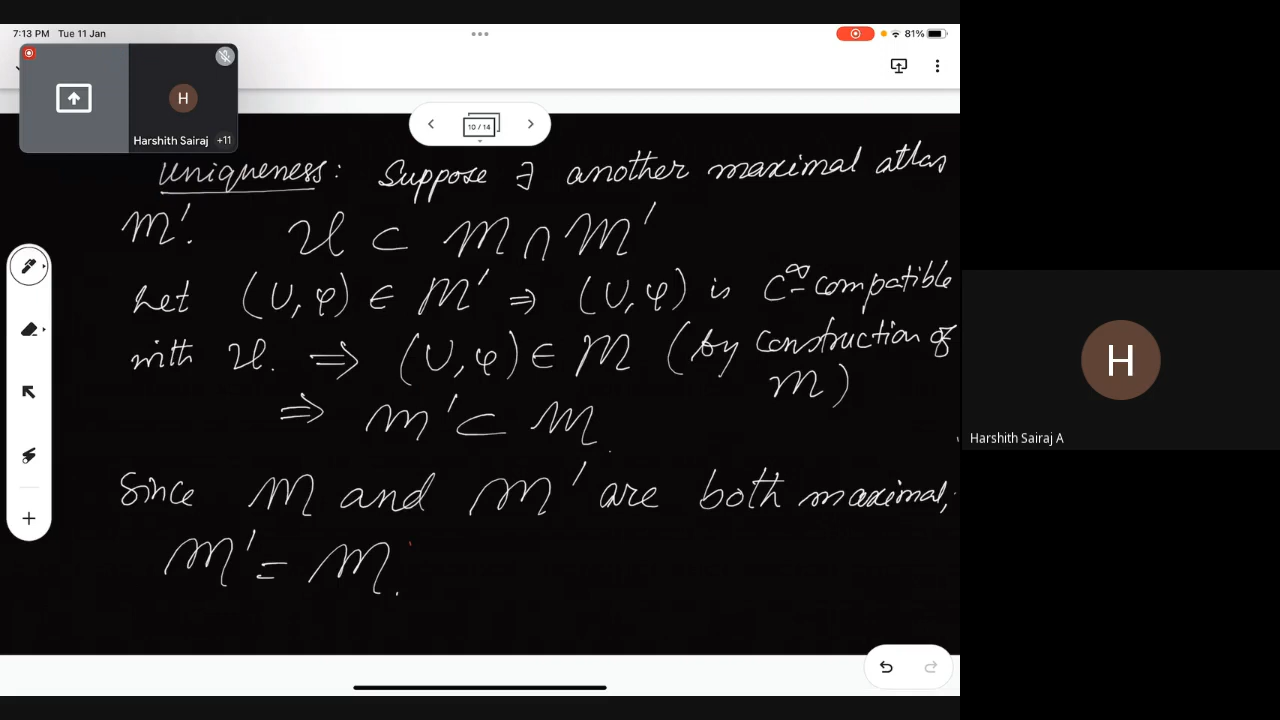 7:13 PM Tue 11 Jan
81%
H
Harshith Sairaj +11
10 / 14
Uniqueness: Suppose ∃ another maximal atlas
M'. U ⊂ M ∩ M'
Let (U, φ) ∈ M' ⇒ (U, φ) is C^∞-compatible
with U. ⇒ (U, φ) ∈ M (by construction of
M)
⇒ M' ⊂ M.
Since M and M' are both maximal,
M' = M.
H
Harshith Sairaj A